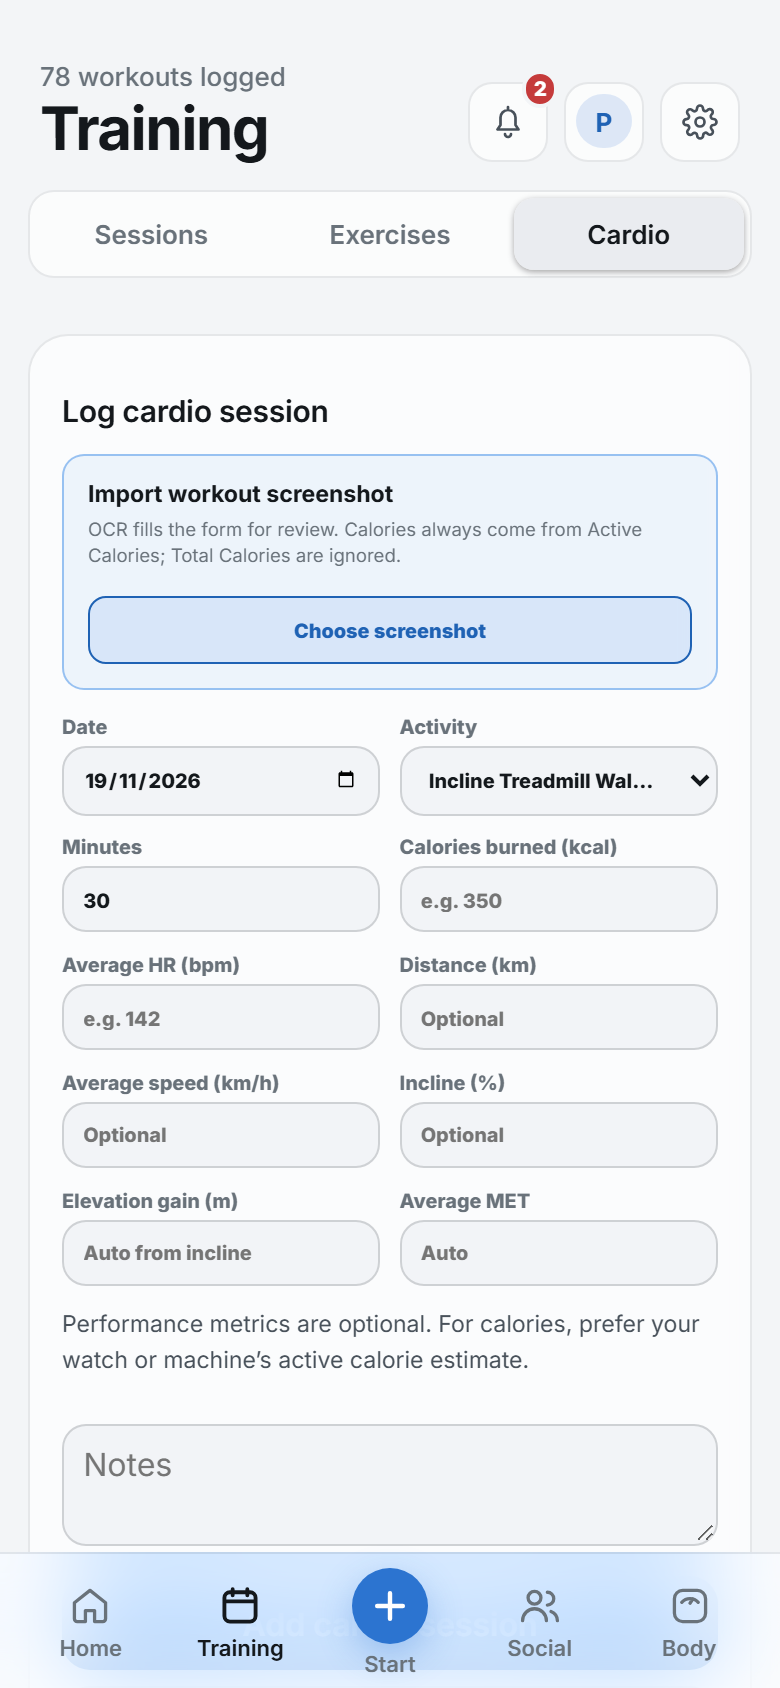 78 workouts logged
Training
2
P
Sessions
Exercises
Cardio
Log cardio session
Import workout screenshot
OCR fills the form for review. Calories always come from Active
Calories; Total Calories are ignored.
Choose screenshot
Date
Activity
19/11/2026
Incline Treadmill Wal...
Minutes
Calories burned (kcal)
30
e.g. 350
Average HR (bpm)
Distance (km)
e.g. 142
Optional
Average speed (km/h)
Incline (%)
Optional
Optional
Elevation gain (m)
Average MET
Auto from incline
Auto
Performance metrics are optional. For calories, prefer your
watch or machine’s active calorie estimate.
Notes
Add session
Home
Training
Start
Social
Body